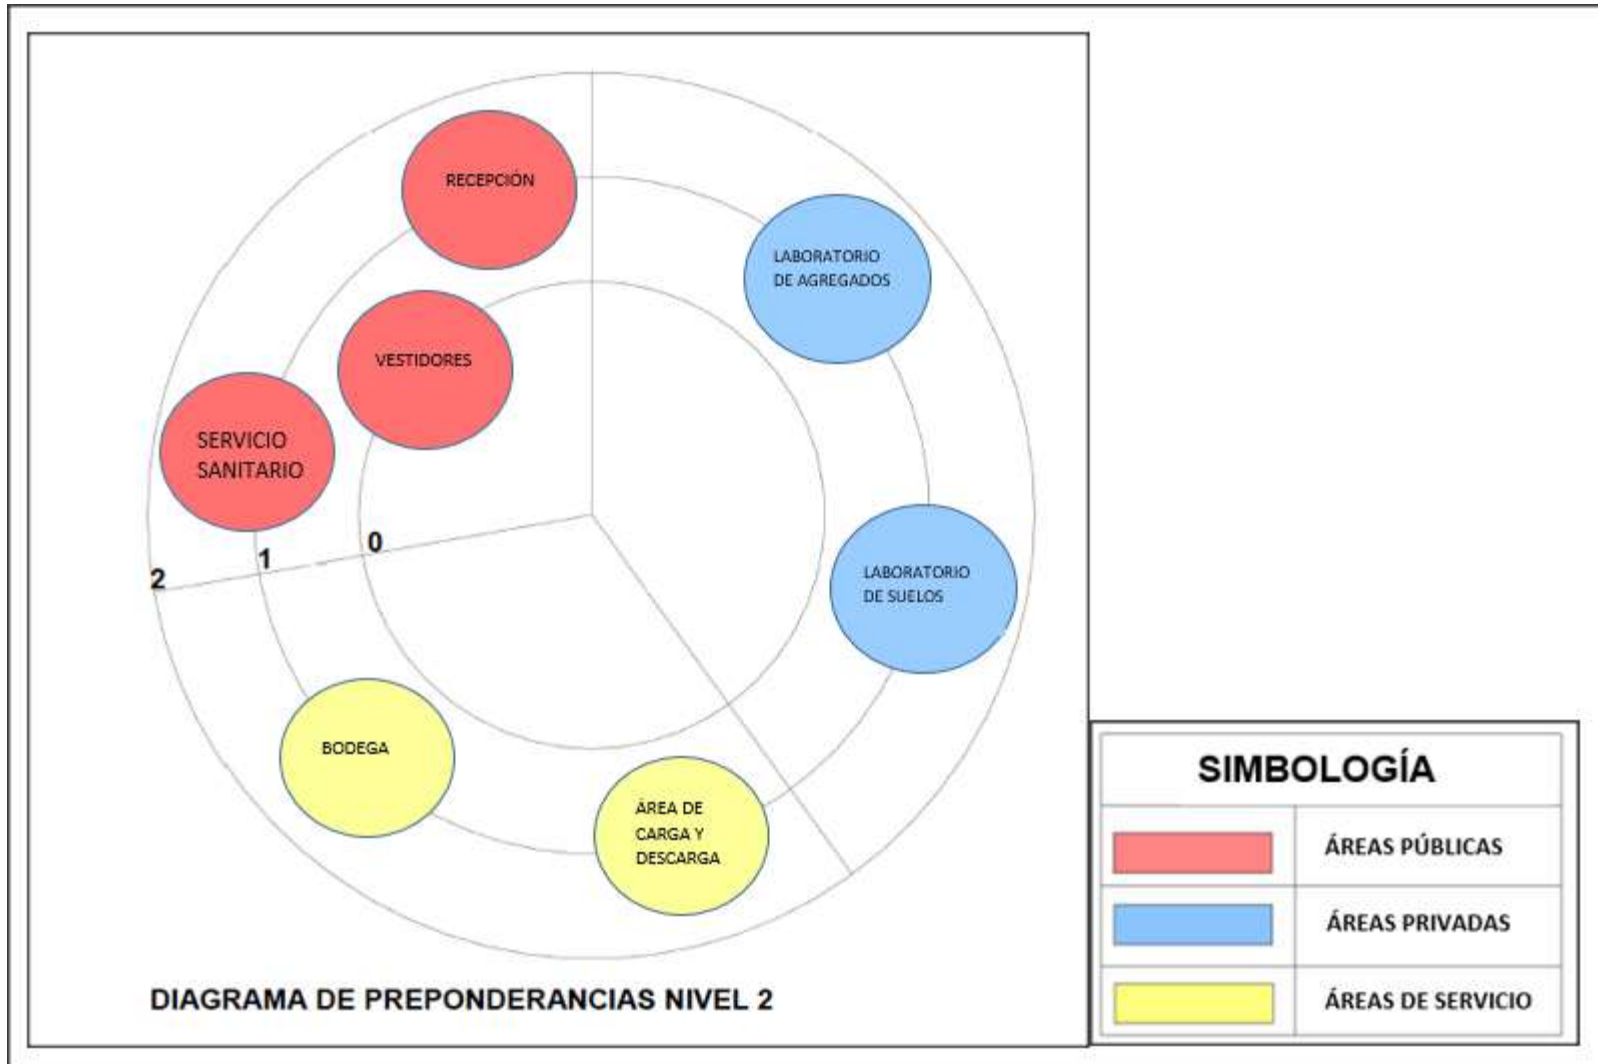 RECEPCIÓN
LABORATORIO
DE AGREGADOS
VESTIDORES
SERVICIO
SANITARIO
0
1
2
LABORATORIO
DE SUELOS
BODEGA
ÁREA DE
CARGA Y
DESCARGA
DIAGRAMA DE PREPONDERANCIAS NIVEL 2
SIMBOLOGÍA
ÁREAS PÚBLICAS
ÁREAS PRIVADAS
ÁREAS DE SERVICIO